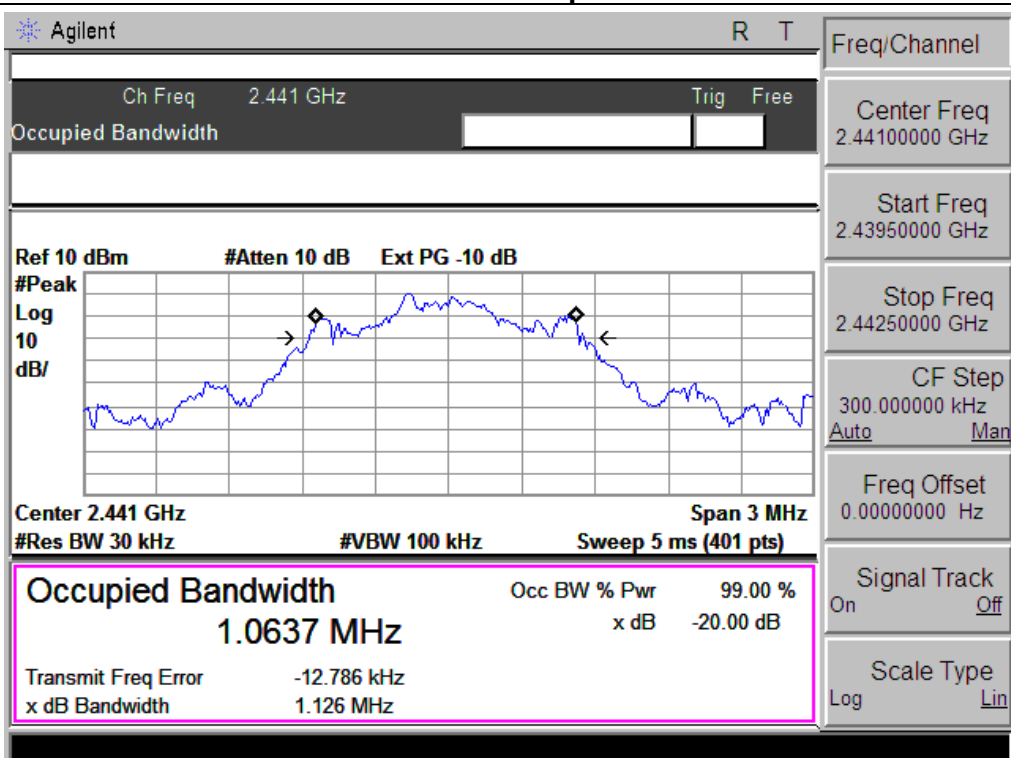 Agilent R T
Ch Freq 2.441 GHz Trig Free
Occupied Bandwidth
Ref 10 dBm #Atten 10 dB Ext PG -10 dB
#Peak
Log
10
dB/
Center 2.441 GHz Span 3 MHz
#Res BW 30 kHz #VBW 100 kHz Sweep 5 ms (401 pts)
Occupied Bandwidth
1.0637 MHz
Occ BW % Pwr 99.00 %
x dB -20.00 dB
Transmit Freq Error -12.786 kHz
x dB Bandwidth 1.126 MHz
Freq/Channel
Center Freq
2.44100000 GHz
Start Freq
2.43950000 GHz
Stop Freq
2.44250000 GHz
CF Step
300.000000 kHz
Auto Man
Freq Offset
0.00000000 Hz
Signal Track
On Off
Scale Type
Log Lin